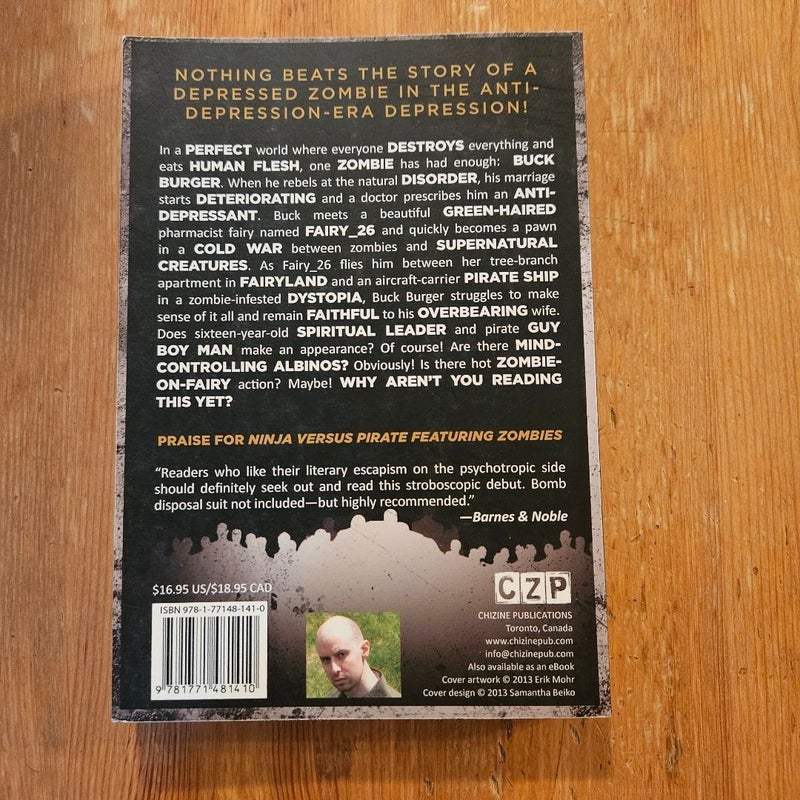 NOTHING BEATS THE STORY OF A
DEPRESSED ZOMBIE IN THE ANTI-
DEPRESSION-ERA DEPRESSION!
In a PERFECT world where everyone DESTROYS everything and
eats HUMAN FLESH, one ZOMBIE has had enough: BUCK
BURGER. When he rebels at the natural DISORDER, his marriage
starts DETERIORATING and a doctor prescribes him an ANTI-
DEPRESSANT. Buck meets a beautiful GREEN-HAIRED
pharmacist fairy named FAIRY_26 and quickly becomes a pawn
in a COLD WAR between zombies and SUPERNATURAL
CREATURES. As Fairy_26 flies him between her tree-branch
apartment in FAIRYLAND and an aircraft-carrier PIRATE SHIP
in a zombie-infested DYSTOPIA, Buck Burger struggles to make
sense of it all and remain FAITHFUL to his OVERBEARING wife.
Does sixteen-year-old SPIRITUAL LEADER and pirate GUY
BOY MAN make an appearance? Of course! Are there MIND-
CONTROLLING ALBINOS? Obviously! Is there hot ZOMBIE-
ON-FAIRY action? Maybe! WHY AREN'T YOU READING
THIS YET?
PRAISE FOR NINJA VERSUS PIRATE FEATURING ZOMBIES
"Readers who like their literary escapism on the psychotropic side
should definitely seek out and read this stroboscopic debut. Bomb
disposal suit not included—but highly recommended."
—Barnes & Noble
$16.95 US/$18.95 CAD
ISBN 978-1-77148-141-0
9 781771 481410
CZP
CHIZINE PUBLICATIONS
Toronto, Canada
www.chizinepub.com
info@chizinepub.com
Also available as an eBook
Cover artwork © 2013 Erik Mohr
Cover design © 2013 Samantha Beiko